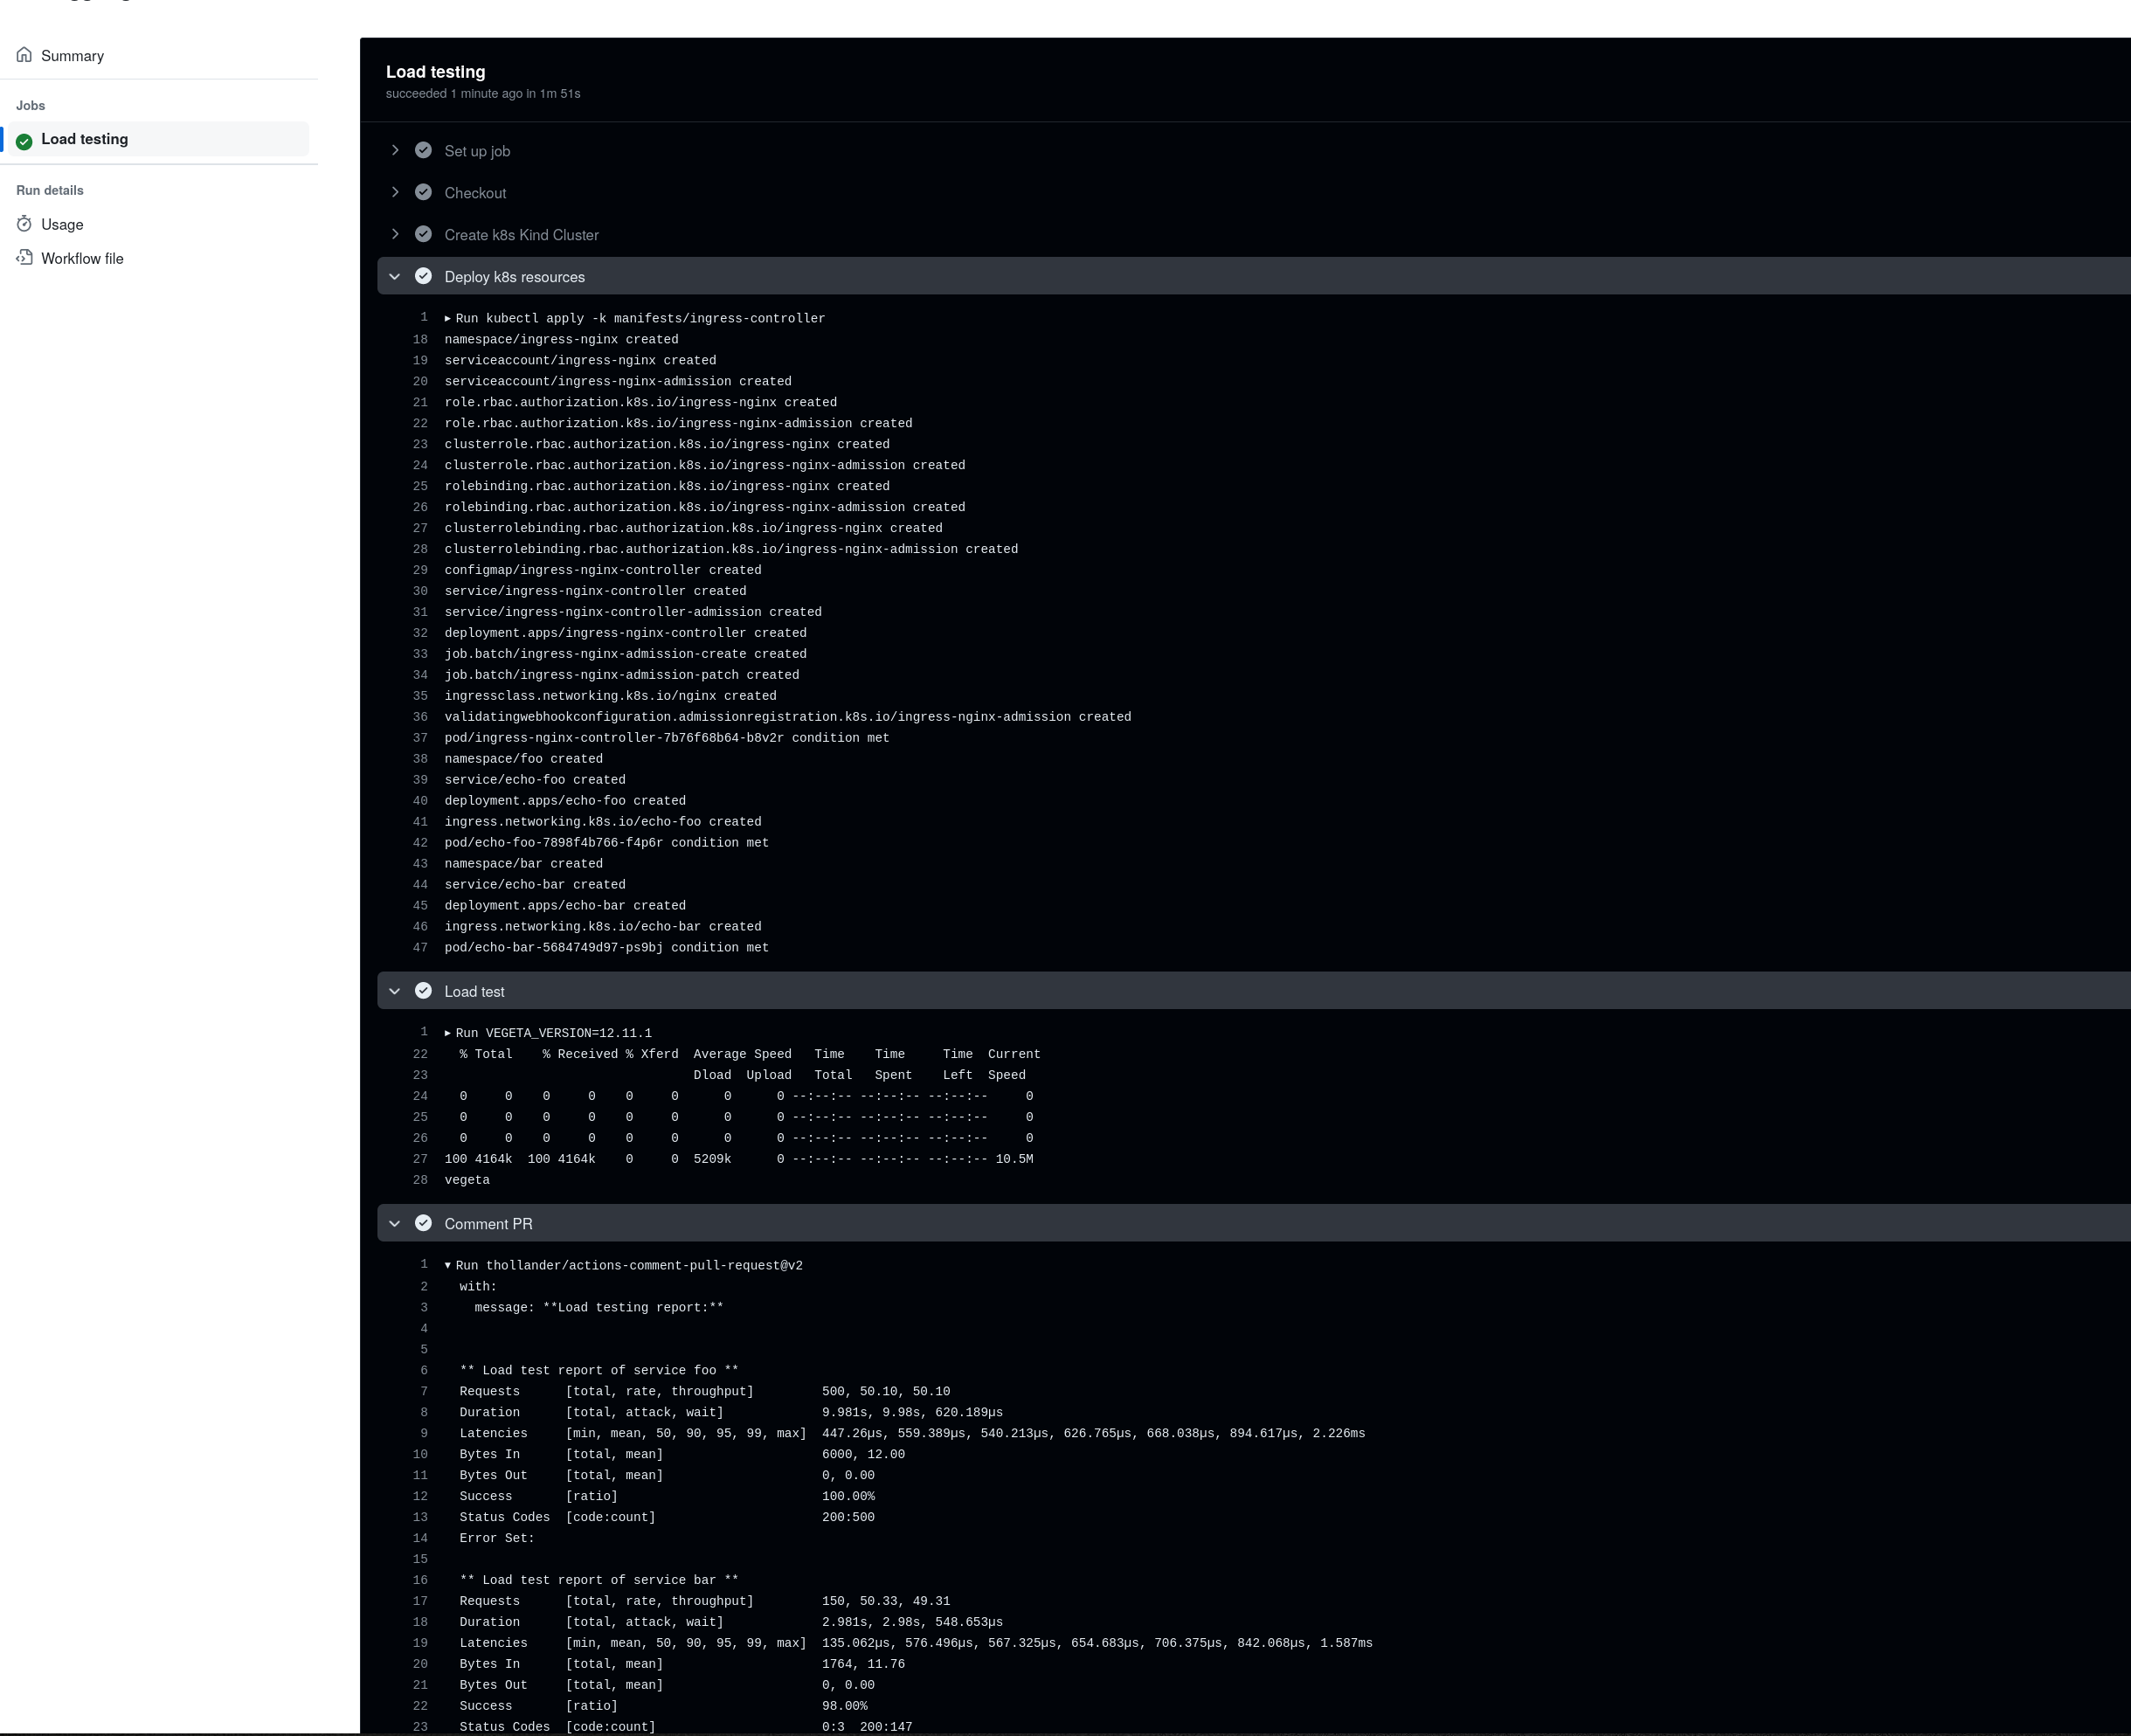 Summary
Jobs
Load testing
Run details
Usage
Workflow file
Load testing
succeeded 1 minute ago in 1m 51s
Set up job
Checkout
Create k8s Kind Cluster
Deploy k8s resources
1 ▶ Run kubectl apply -k manifests/ingress-controller
18 namespace/ingress-nginx created
19 serviceaccount/ingress-nginx created
20 serviceaccount/ingress-nginx-admission created
21 role.rbac.authorization.k8s.io/ingress-nginx created
22 role.rbac.authorization.k8s.io/ingress-nginx-admission created
23 clusterrole.rbac.authorization.k8s.io/ingress-nginx created
24 clusterrole.rbac.authorization.k8s.io/ingress-nginx-admission created
25 rolebinding.rbac.authorization.k8s.io/ingress-nginx created
26 rolebinding.rbac.authorization.k8s.io/ingress-nginx-admission created
27 clusterrolebinding.rbac.authorization.k8s.io/ingress-nginx created
28 clusterrolebinding.rbac.authorization.k8s.io/ingress-nginx-admission created
29 configmap/ingress-nginx-controller created
30 service/ingress-nginx-controller created
31 service/ingress-nginx-controller-admission created
32 deployment.apps/ingress-nginx-controller created
33 job.batch/ingress-nginx-admission-create created
34 job.batch/ingress-nginx-admission-patch created
35 ingressclass.networking.k8s.io/nginx created
36 validatingwebhookconfiguration.admissionregistration.k8s.io/ingress-nginx-admission created
37 pod/ingress-nginx-controller-7b76f68b64-b8v2r condition met
38 namespace/foo created
39 service/echo-foo created
40 deployment.apps/echo-foo created
41 ingress.networking.k8s.io/echo-foo created
42 pod/echo-foo-7898f4b766-f4p6r condition met
43 namespace/bar created
44 service/echo-bar created
45 deployment.apps/echo-bar created
46 ingress.networking.k8s.io/echo-bar created
47 pod/echo-bar-5684749d97-ps9bj condition met
Load test
1 ▶ Run VEGETA_VERSION=12.11.1
22 % Total % Received % Xferd Average Speed Time Time Time Current
23 Dload Upload Total Spent Left Speed
24 0 0 0 0 0 0 0 0 --:--:-- --:--:-- --:--:-- 0
25 0 0 0 0 0 0 0 0 --:--:-- --:--:-- --:--:-- 0
26 0 0 0 0 0 0 0 0 --:--:-- --:--:-- --:--:-- 0
27 100 4164k 100 4164k 0 0 5209k 0 --:--:-- --:--:-- --:--:-- 10.5M
28 vegeta
Comment PR
1 ▼ Run thollander/actions-comment-pull-request@v2
2 with:
3 message: **Load testing report:**
4
5
6 ** Load test report of service foo **
7 Requests [total, rate, throughput] 500, 50.10, 50.10
8 Duration [total, attack, wait] 9.981s, 9.98s, 620.189µs
9 Latencies [min, mean, 50, 90, 95, 99, max] 447.26µs, 559.389µs, 540.213µs, 626.765µs, 668.038µs, 894.617µs, 2.226ms
10 Bytes In [total, mean] 6000, 12.00
11 Bytes Out [total, mean] 0, 0.00
12 Success [ratio] 100.00%
13 Status Codes [code:count] 200:500
14 Error Set:
15
16 ** Load test report of service bar **
17 Requests [total, rate, throughput] 150, 50.33, 49.31
18 Duration [total, attack, wait] 2.981s, 2.98s, 548.653µs
19 Latencies [min, mean, 50, 90, 95, 99, max] 135.062µs, 576.496µs, 567.325µs, 654.683µs, 706.375µs, 842.068µs, 1.587ms
20 Bytes In [total, mean] 1764, 11.76
21 Bytes Out [total, mean] 0, 0.00
22 Success [ratio] 98.00%
23 Status Codes [code:count] 0:3 200:147